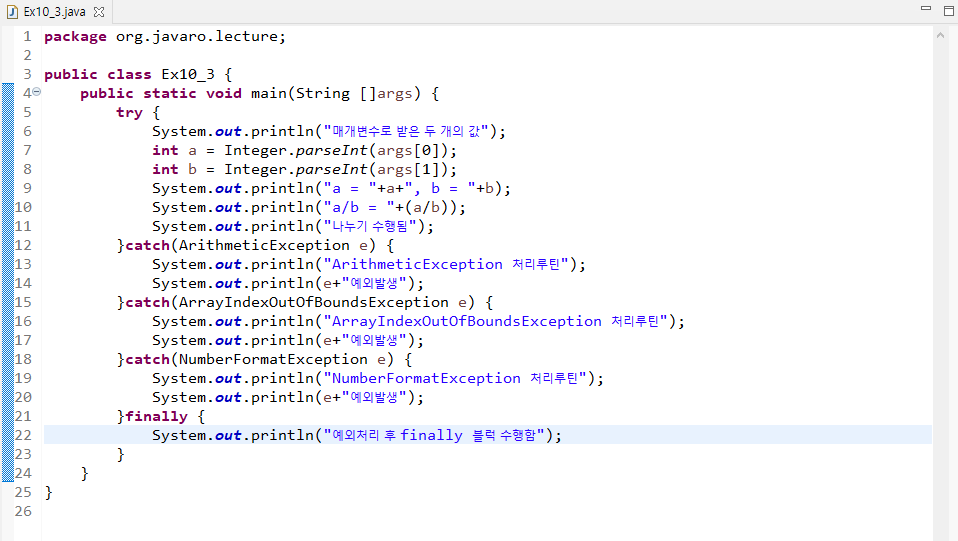 Ex10_3.java
1 package org.javaro.lecture;
2
3 public class Ex10_3 {
4     public static void main(String []args) {
5         try {
6             System.out.println("매개변수로 받은 두 개의 값");
7             int a = Integer.parseInt(args[0]);
8             int b = Integer.parseInt(args[1]);
9             System.out.println("a = "+a+", b = "+b);
10             System.out.println("a/b = "+(a/b));
11             System.out.println("나누기 수행됨");
12         }catch(ArithmeticException e) {
13             System.out.println("ArithmeticException 처리루틴");
14             System.out.println(e+"예외발생");
15         }catch(ArrayIndexOutOfBoundsException e) {
16             System.out.println("ArrayIndexOutOfBoundsException 처리루틴");
17             System.out.println(e+"예외발생");
18         }catch(NumberFormatException e) {
19             System.out.println("NumberFormatException 처리루틴");
20             System.out.println(e+"예외발생");
21         }finally {
22             System.out.println("예외처리 후 finally 블럭 수행함");
23         }
24     }
25 }
26